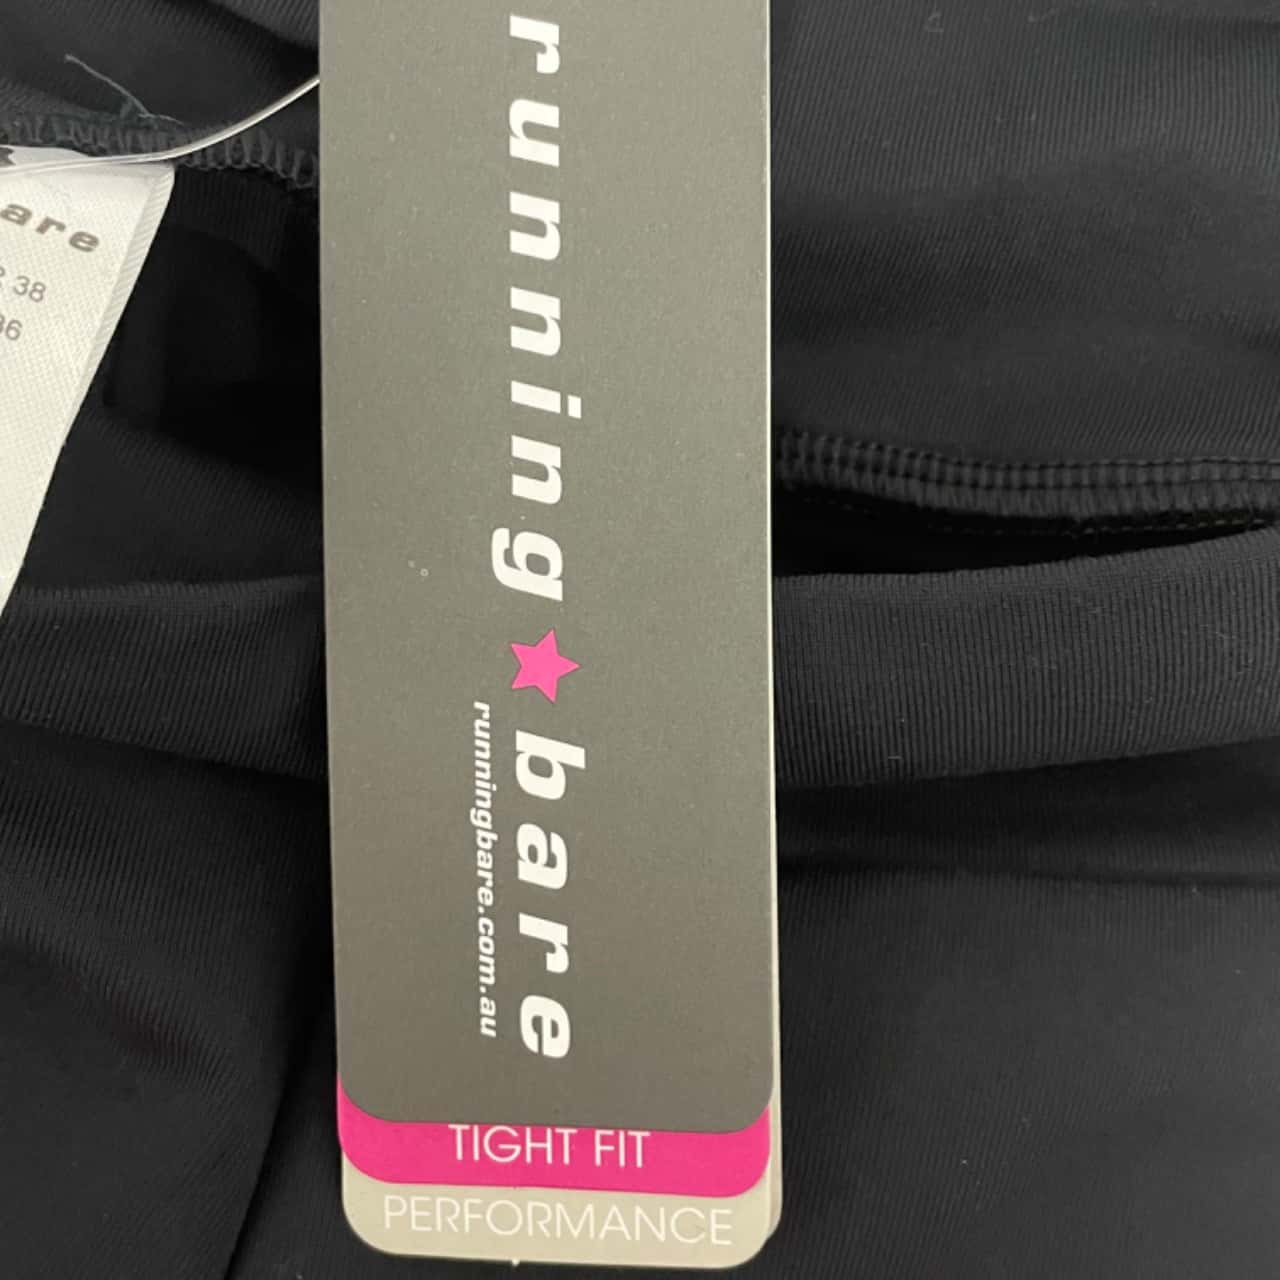 running★bare
runningbare.com.au
TIGHT FIT
PERFORMANCE
are
38
36